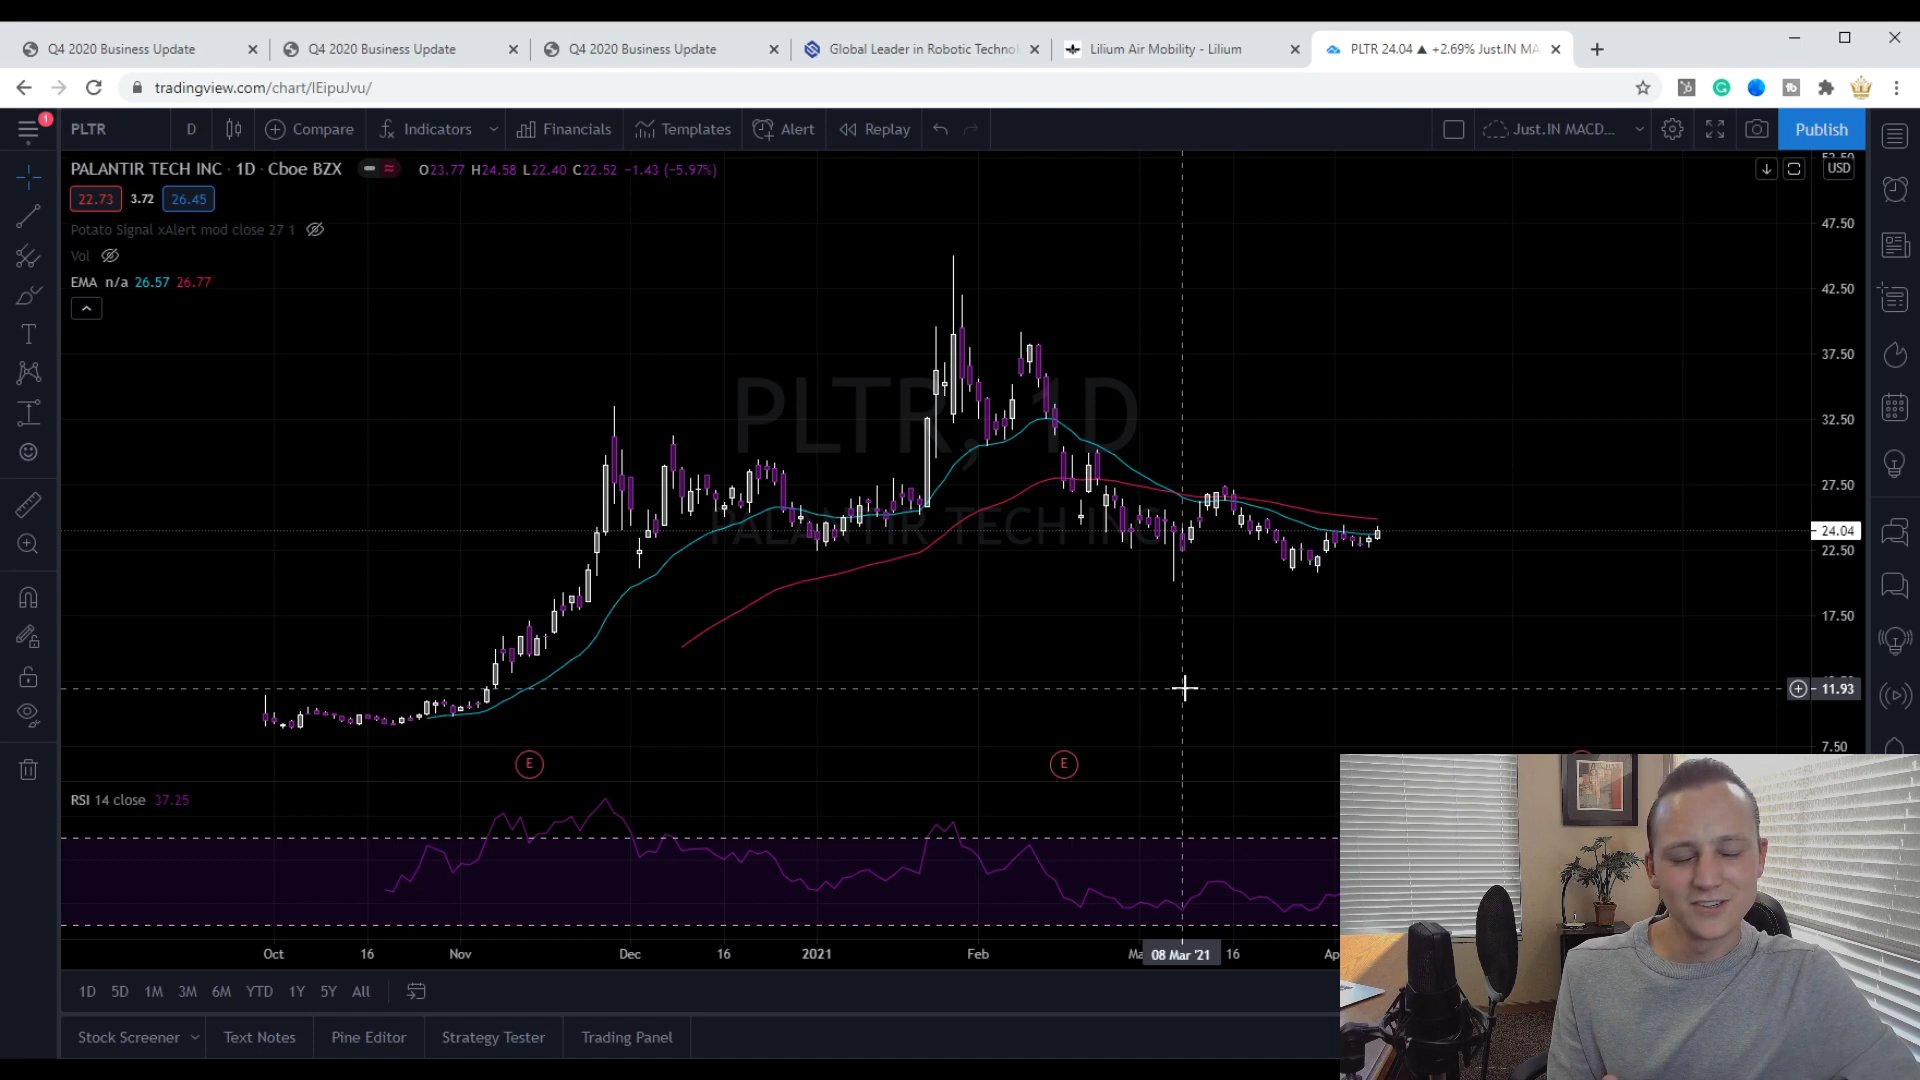 Q4 2020 Business Update
Q4 2020 Business Update
Q4 2020 Business Update
Global Leader in Robotic Technol
Lilium Air Mobility - Lilium
PLTR 24.04 ▲ +2.69% Just.IN MA
tradingview.com/chart/lEipuJvu/
1
PLTR
D
Compare
Indicators
Financials
Templates
Alert
Replay
Just.IN MACD...
Publish
PALANTIR TECH INC · 1D · Cboe BZX
O23.77 H24.58 L22.40 C22.52 −1.43 (−5.97%)
22.73 3.72 26.45
Potato Signal xAlert mod close 27 1
Vol
EMA n/a 26.57 26.77
PLTR, 1D
PALANTIR TECH INC
52.50
USD
47.50
42.50
37.50
32.50
27.50
24.04
22.50
17.50
11.93
7.50
E
E
RSI 14 close 37.25
Oct
16
Nov
Dec
16
2021
Feb
Ma
08 Mar '21
16
Ap
1D 5D 1M 3M 6M YTD 1Y 5Y All
Stock Screener
Text Notes
Pine Editor
Strategy Tester
Trading Panel